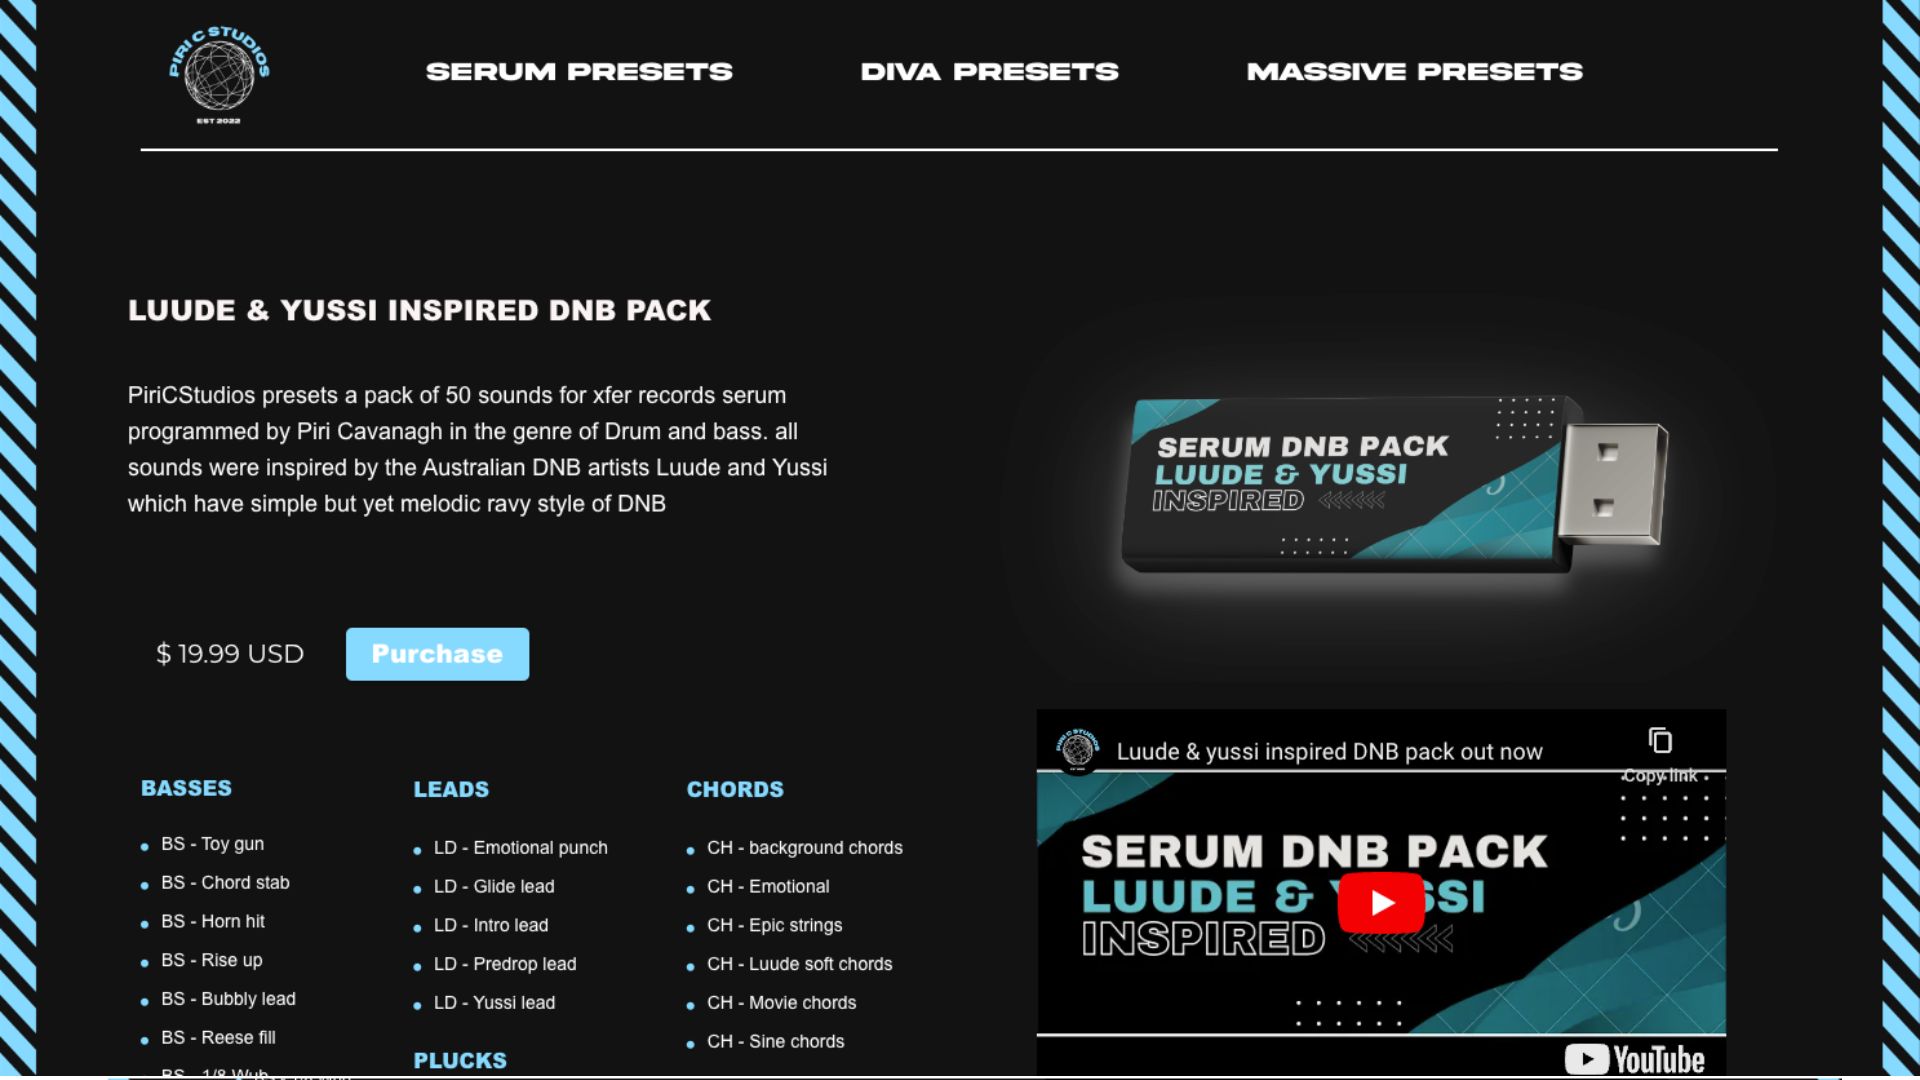 PIRI C STUDIOS
EST 2022
SERUM PRESETS
DIVA PRESETS
MASSIVE PRESETS
LUUDE & YUSSI INSPIRED DNB PACK
PiriCStudios presets a pack of 50 sounds for xfer records serum
programmed by Piri Cavanagh in the genre of Drum and bass. all
sounds were inspired by the Australian DNB artists Luude and Yussi
which have simple but yet melodic ravy style of DNB
$ 19.99 USD
Purchase
SERUM DNB PACK
LUUDE & YUSSI
INSPIRED
BASSES
BS - Toy gun
BS - Chord stab
BS - Horn hit
BS - Rise up
BS - Bubbly lead
BS - Reese fill
BS - 1/8 Wub
LEADS
LD - Emotional punch
LD - Glide lead
LD - Intro lead
LD - Predrop lead
LD - Yussi lead
PLUCKS
CHORDS
CH - background chords
CH - Emotional
CH - Epic strings
CH - Luude soft chords
CH - Movie chords
CH - Sine chords
PIRI C STUDIOS
Luude & yussi inspired DNB pack out now
Copy link
SERUM DNB PACK
LUUDE & YUSSI
INSPIRED
YouTube